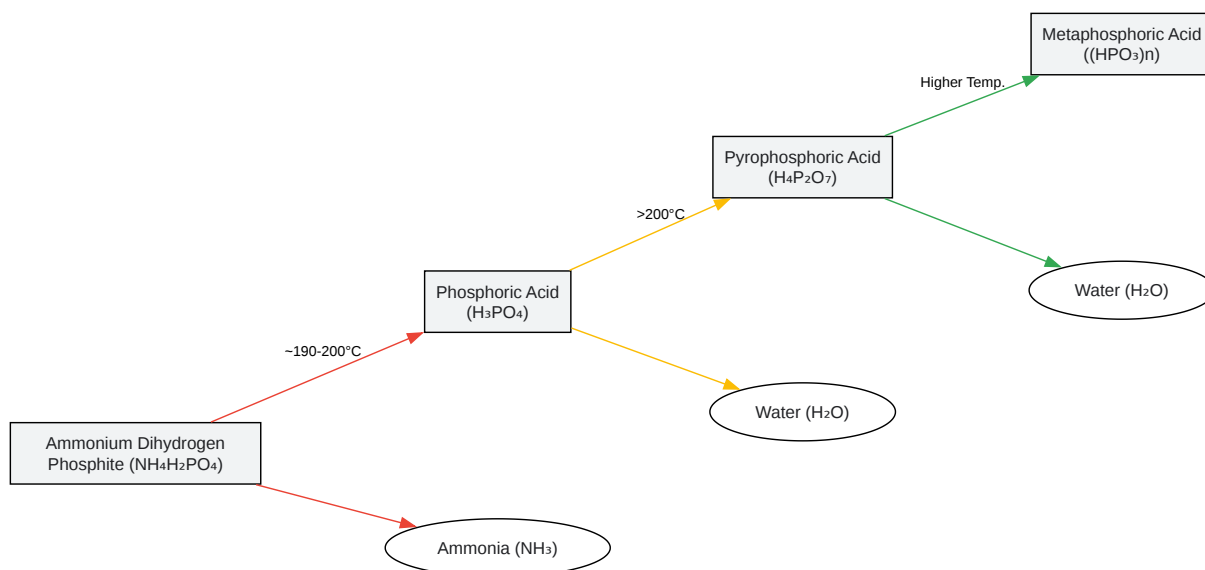 Metaphosphoric Acid
((HPO₃)n)
Higher Temp.
Pyrophosphoric Acid
(H₄P₂O₇)
>200°C
Water (H₂O)
Phosphoric Acid
(H₃PO₄)
~190-200°C
Water (H₂O)
Ammonium Dihydrogen
Phosphite (NH₄H₂PO₄)
Ammonia (NH₃)